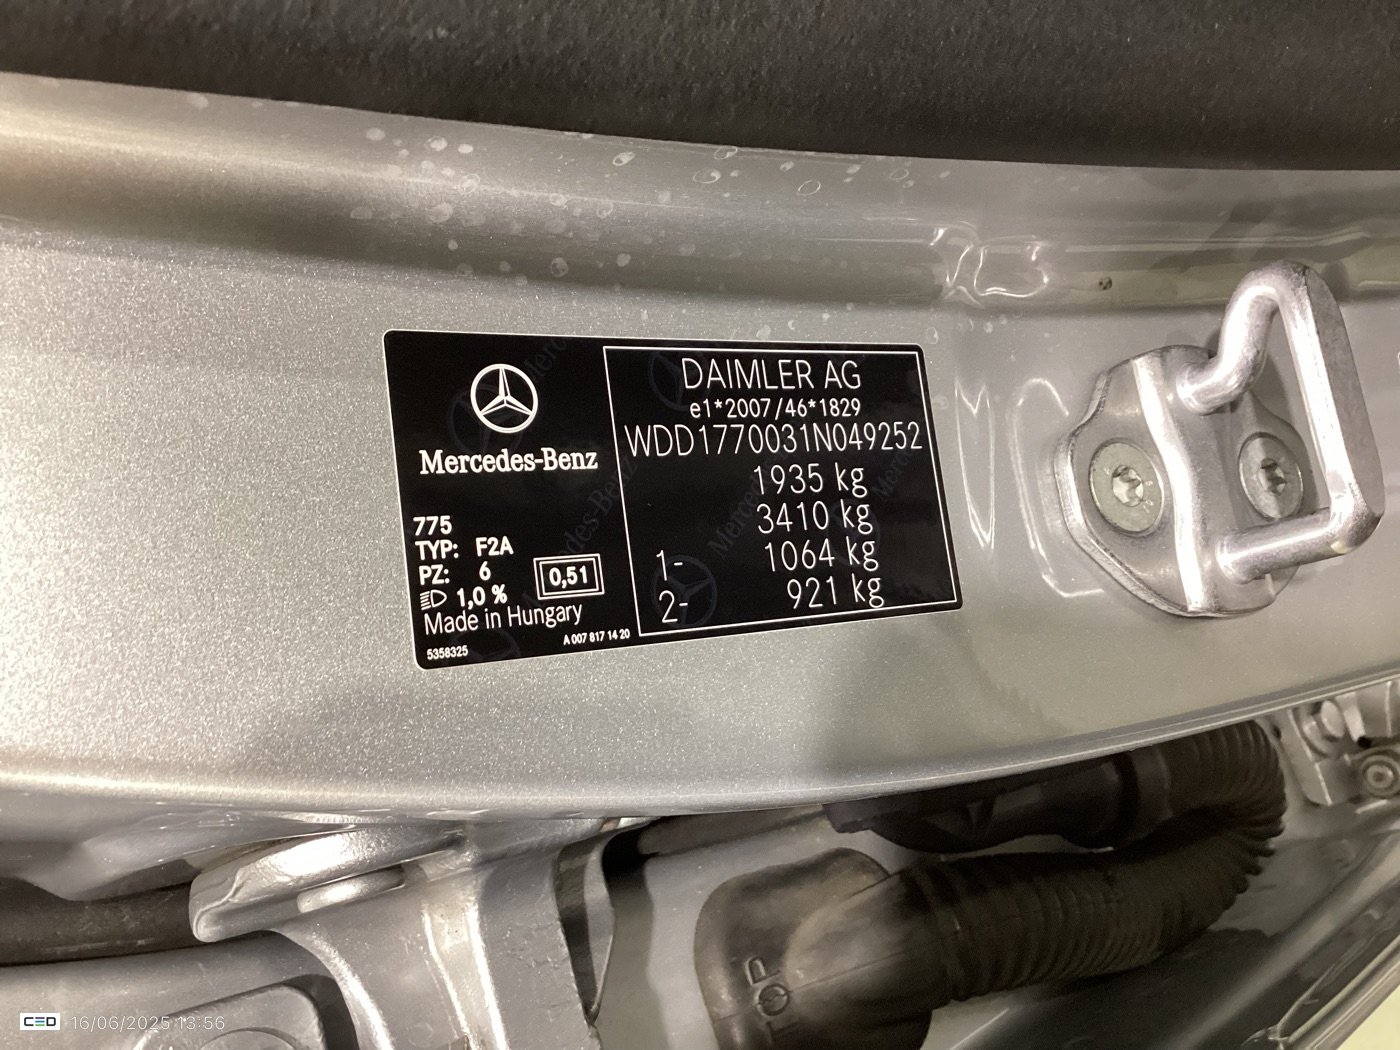 DAIMLER AG
e1*2007/46*1829
WDD1770031N049252
1935 kg
3410 kg
1- 1064 kg
2- 921 kg
Mercedes-Benz
775
TYP: F2A
PZ: 6
0,51
1,0 %
Made in Hungary
5358325
A 007 817 14 20
TOP
CED 16/06/2025 13:56